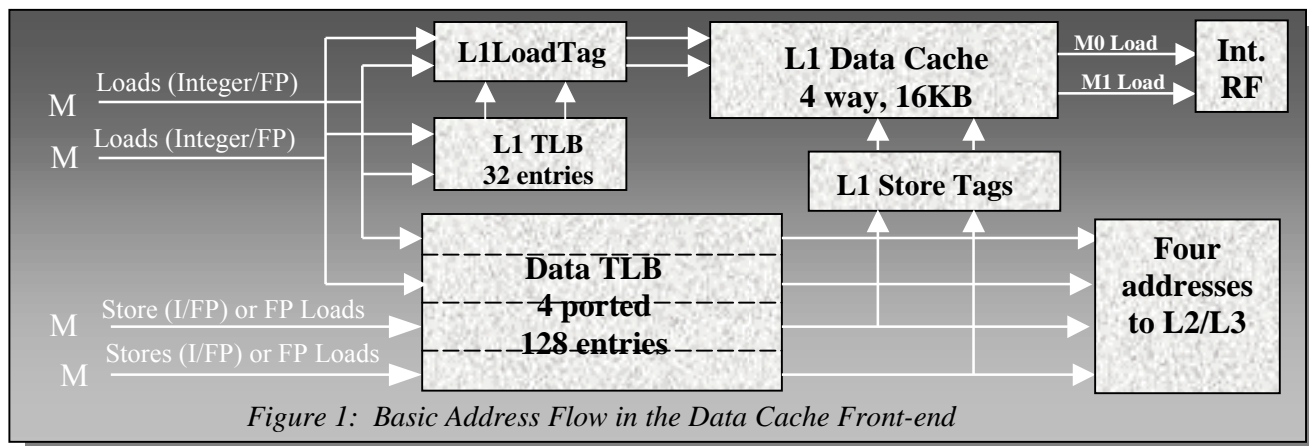 L1LoadTag
L1 Data Cache
4 way, 16KB
M0 Load
M1 Load
Int.
RF
M
Loads (Integer/FP)
M
Loads (Integer/FP)
L1 TLB
32 entries
L1 Store Tags
Data TLB
4 ported
128 entries
Four
addresses
to L2/L3
M
Store (I/FP) or FP Loads
M
Stores (I/FP) or FP Loads
Figure 1: Basic Address Flow in the Data Cache Front-end